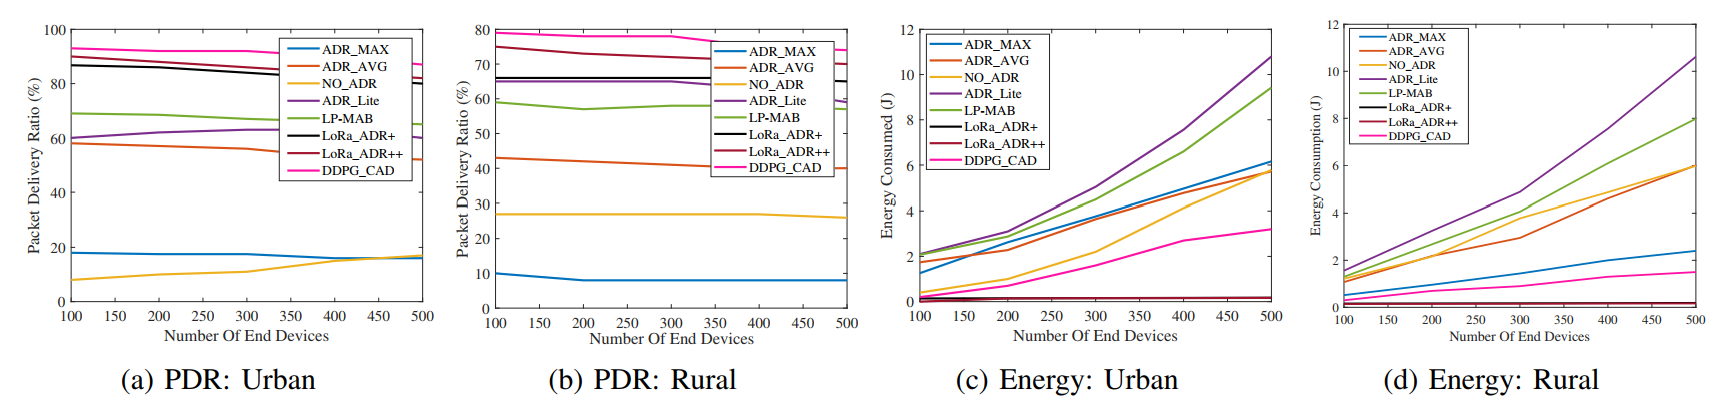 100
80
60
40
20
0
Packet Delivery Ratio (%)
ADR_MAX
ADR_AVG
NO_ADR
ADR_Lite
LP-MAB
LoRa_ADR+
LoRa_ADR++
DDPG_CAD
100 150 200 250 300 350 400 450 500
Number Of End Devices
(a) PDR: Urban
80
70
60
50
40
30
20
10
0
Packet Delivery Ratio (%)
ADR_MAX
ADR_AVG
NO_ADR
ADR_Lite
LP-MAB
LoRa_ADR+
LoRa_ADR++
DDPG_CAD
100 150 200 250 300 350 400 450 500
Number Of End Devices
(b) PDR: Rural
12
10
8
6
4
2
0
Energy Consumed (J)
ADR_MAX
ADR_AVG
NO_ADR
ADR_Lite
LP-MAB
LoRa_ADR+
LoRa_ADR++
DDPG_CAD
100 150 200 250 300 350 400 450 500
Number Of End Devices
(c) Energy: Urban
12
10
8
6
4
2
0
Energy Consumption (J)
ADR_MAX
ADR_AVG
NO_ADR
ADR_Lite
LP-MAB
LoRa_ADR+
LoRa_ADR++
DDPG_CAD
100 150 200 250 300 350 400 450 500
Number Of End Devices
(d) Energy: Rural